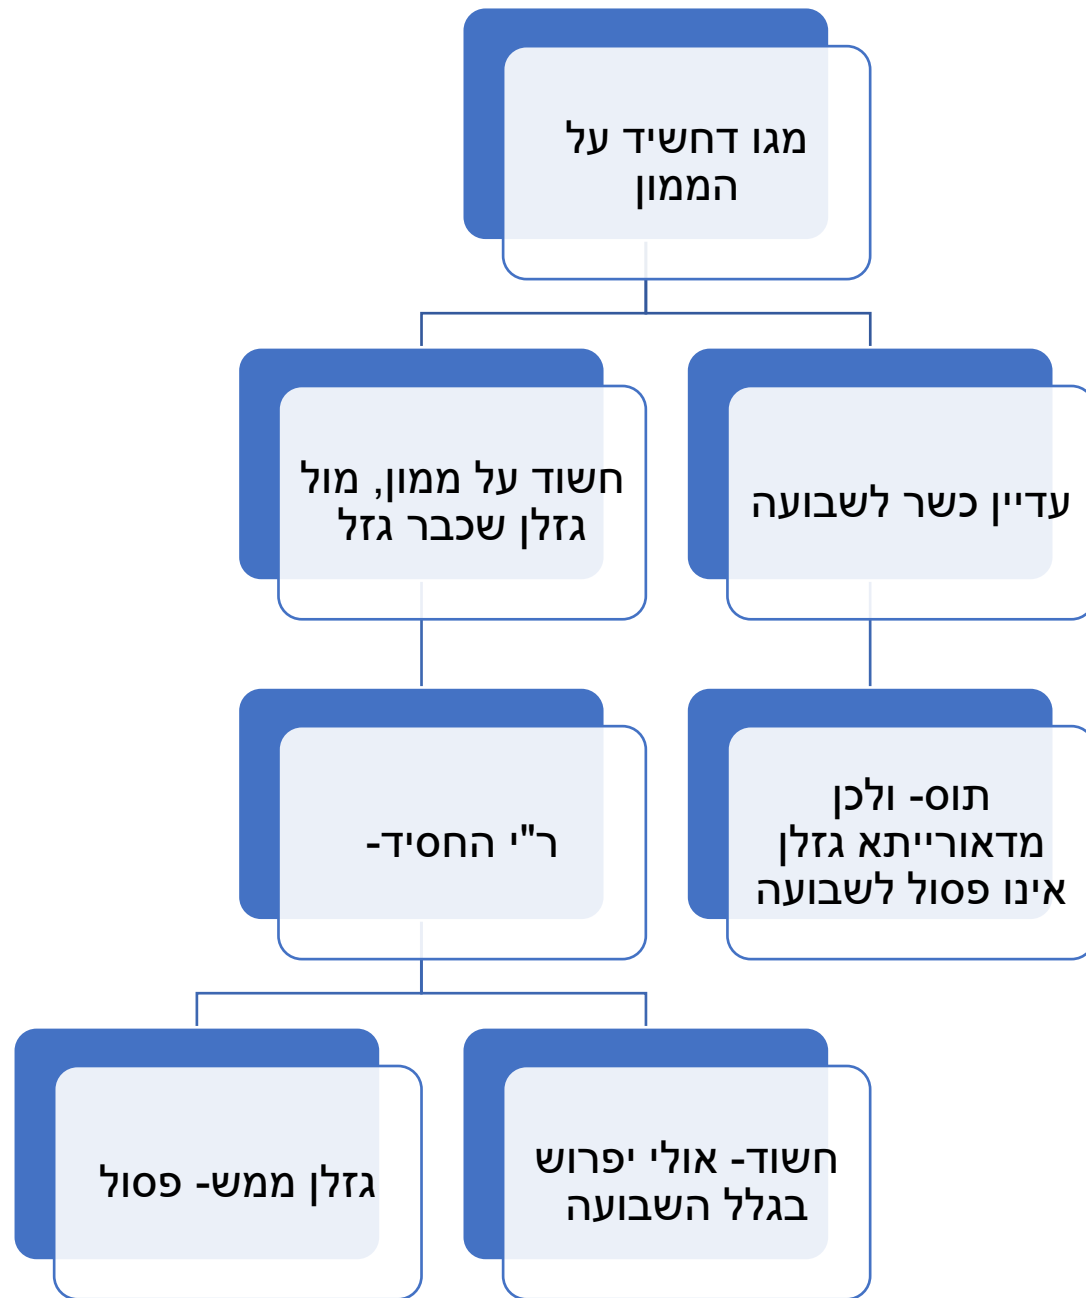 מגו דחשיד על
הממון
עדיין כשר לשבועה
חשוד על ממון, מול
גזלן שכבר גזל
תוס- ולכן
מדאורייתא גזלן
אינו פסול לשבועה
ר"י החסיד-
חשוד- אולי יפרוש
בגלל השבועה
גזלן ממש- פסול